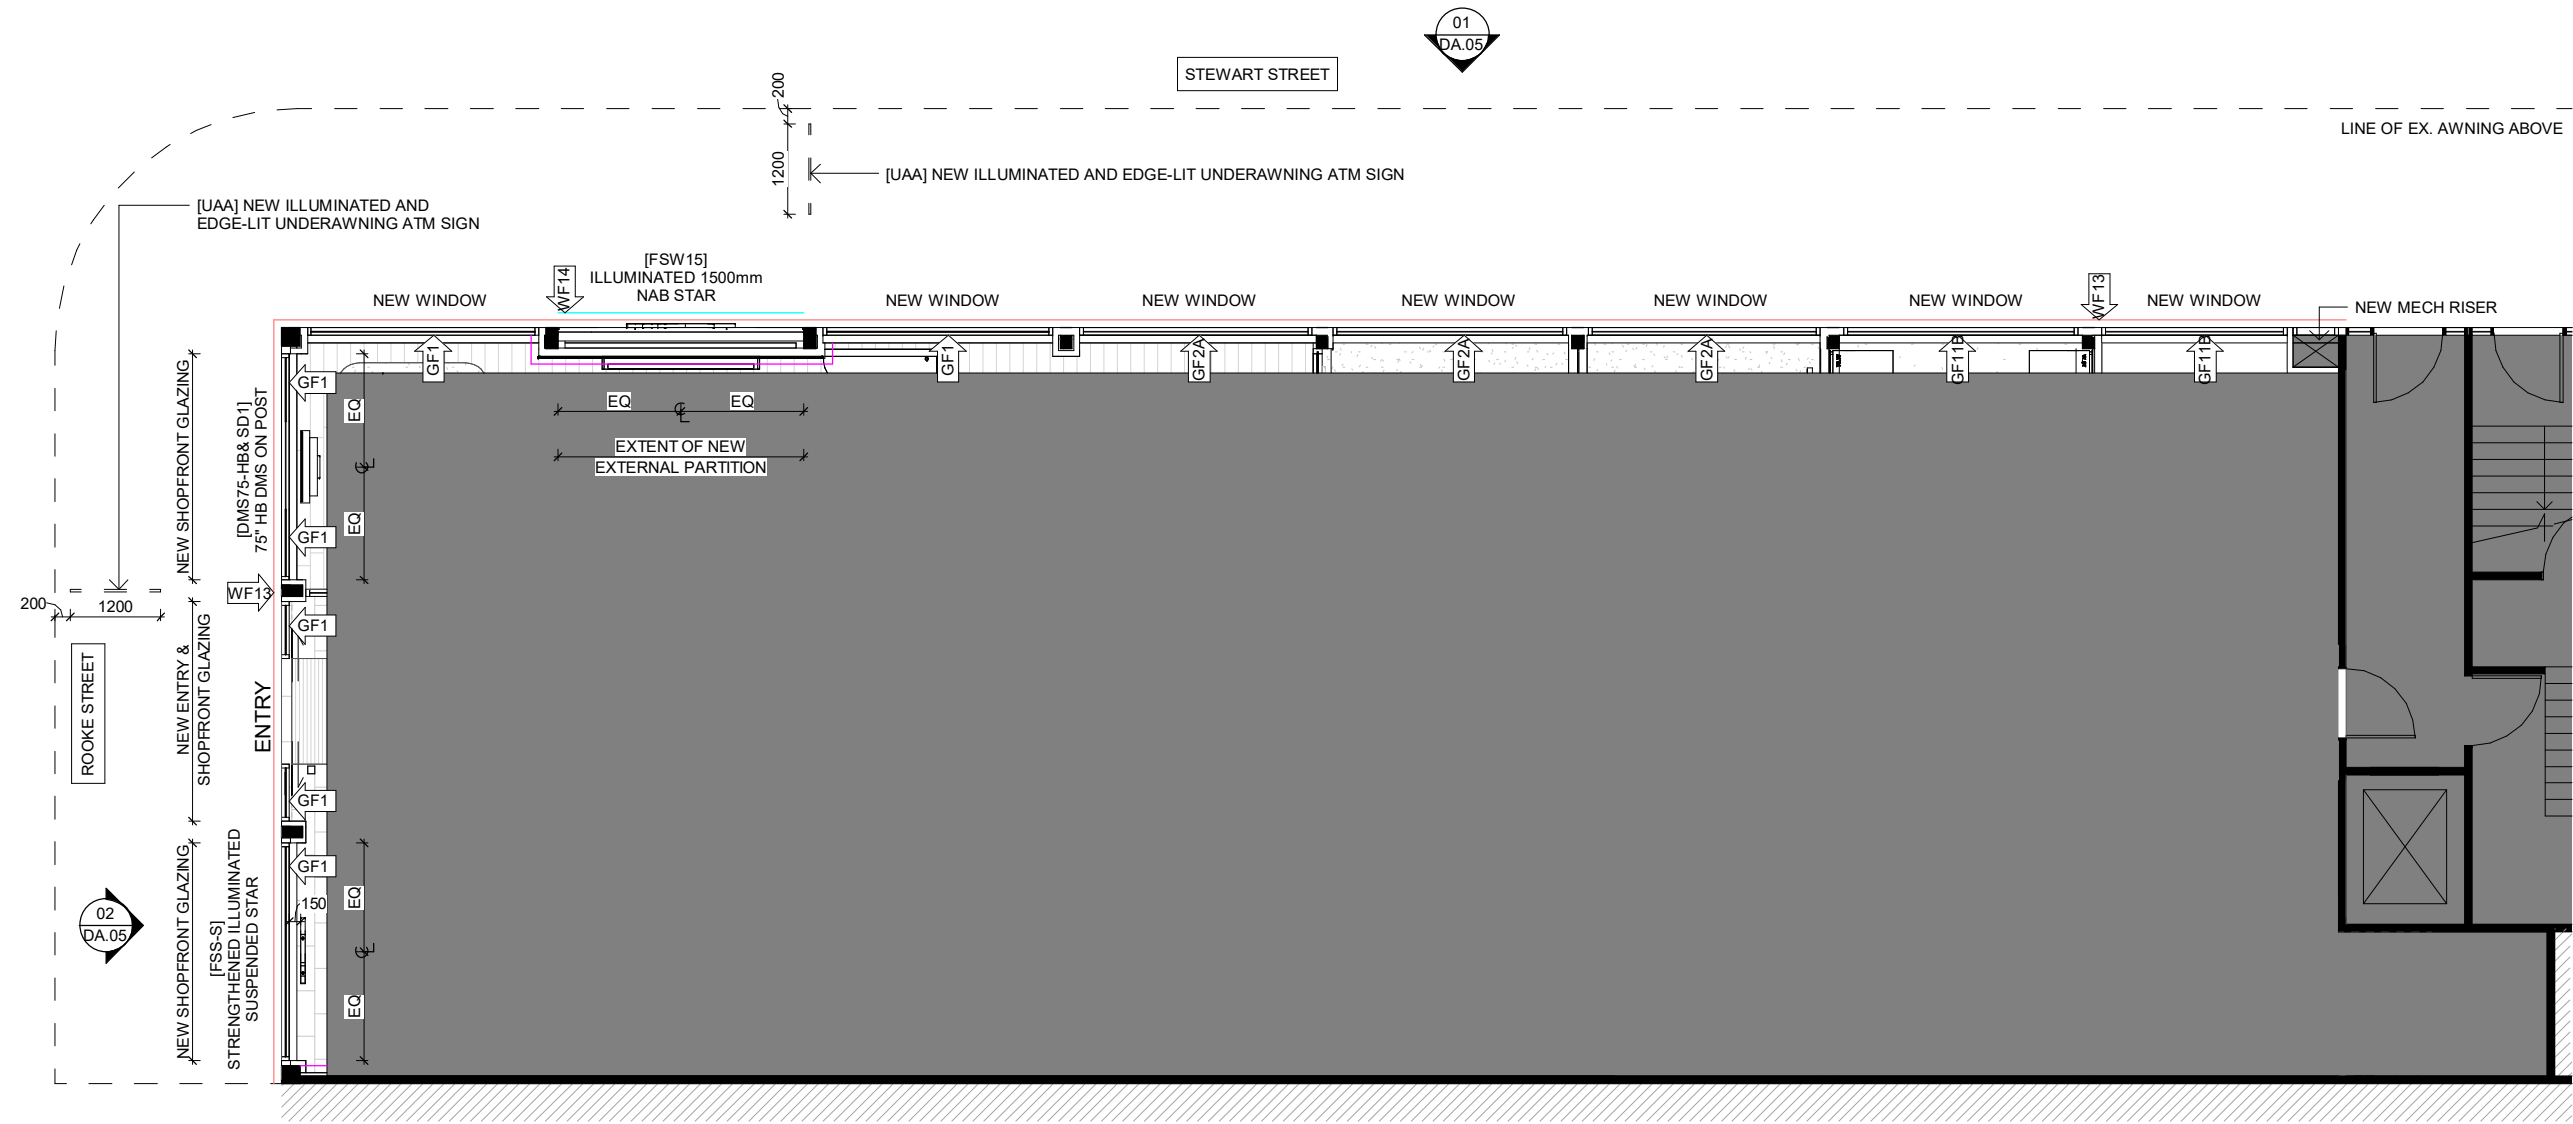 01
DA.05
STEWART STREET
200
1200
LINE OF EX. AWNING ABOVE
[UAA] NEW ILLUMINATED AND EDGE-LIT UNDERAWNING ATM SIGN
[UAA] NEW ILLUMINATED AND
EDGE-LIT UNDERAWNING ATM SIGN
[FSW15]
ILLUMINATED 1500mm
NAB STAR
WF14
WF13
NEW WINDOW
NEW WINDOW
NEW WINDOW
NEW WINDOW
NEW WINDOW
NEW WINDOW
NEW WINDOW
NEW MECH RISER
GF1
GF1
GF2A
GF2A
GF2A
GF11B
GF11B
EQ
EQ
CL
EXTENT OF NEW
EXTERNAL PARTITION
NEW SHOPFRONT GLAZING
[DMS75-HB& SD1]
75" HB DMS ON POST
GF1
EQ
CL
GF1
EQ
WF13
200
1200
GF1
ROOKE STREET
NEW ENTRY &
SHOPFRONT GLAZING
ENTRY
GF1
GF1
NEW SHOPFRONT GLAZING
[FSS-S]
STRENGTHENED ILLUMINATED
SUSPENDED STAR
150
EQ
CL
EQ
02
DA.05